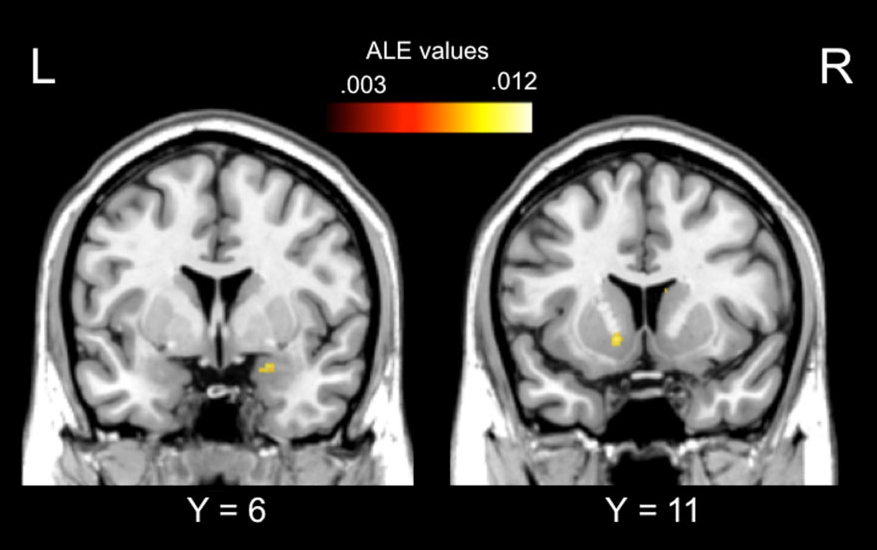 ALE values
L
R
.003 .012
Y = 6
Y = 11